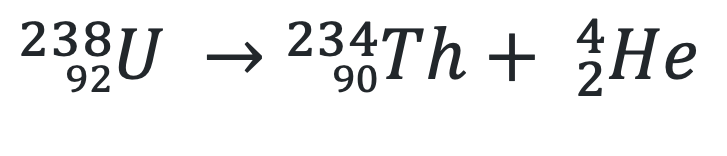 ²³⁸₉₂U → ²³⁴₉₀Th + ⁴₂He